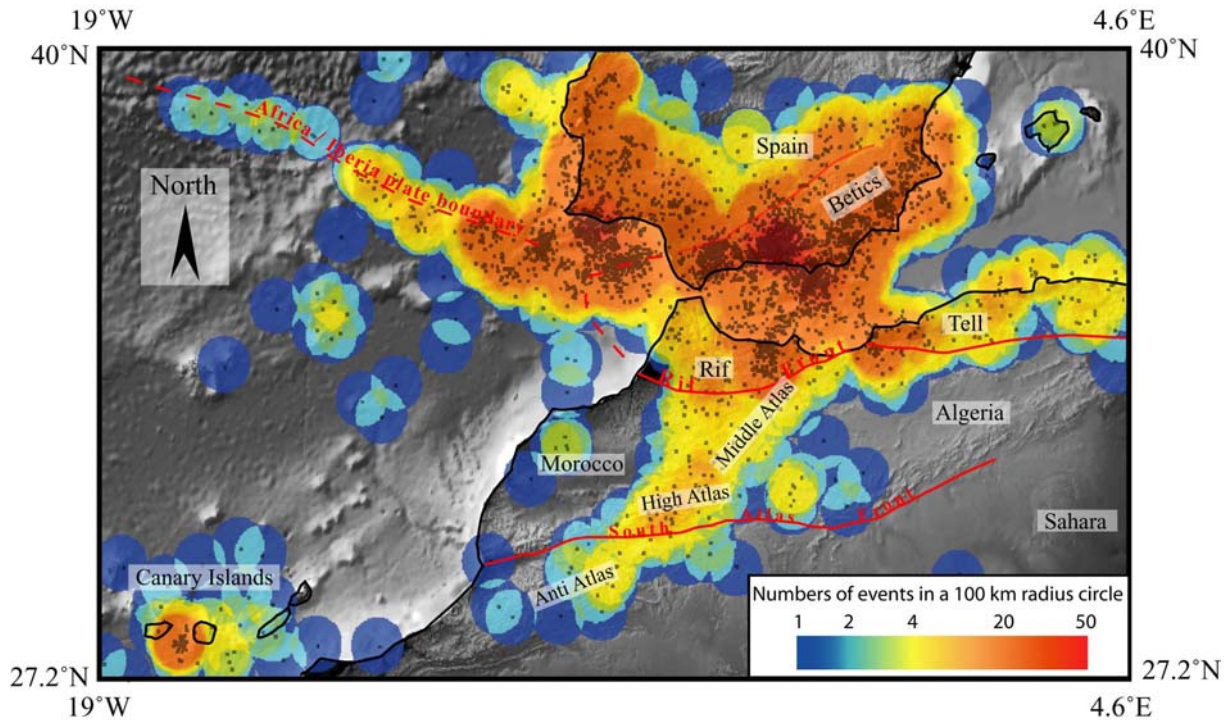 19˚W
4.6˚E
40˚N
40˚N
Africa / Iberia plate boundary
Spain
North
Betics
Tell
Rif
Rif Front
Algeria
Middle Atlas
Morocco
High Atlas
South Atlas Front
Sahara
Canary Islands
Anti Atlas
Numbers of events in a 100 km radius circle
1 2 4 20 50
27.2˚N
27.2˚N
19˚W
4.6˚E